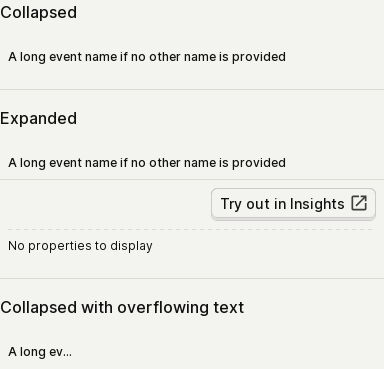 Collapsed
A long event name if no other name is provided
Expanded
A long event name if no other name is provided
Try out in Insights
No properties to display
Collapsed with overflowing text
A long ev...